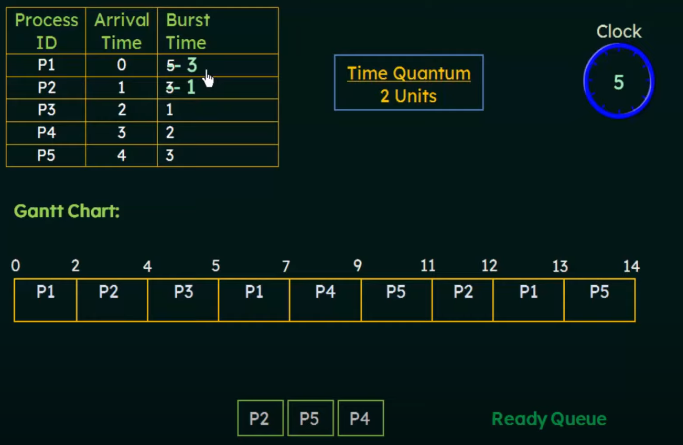 Process Arrival Burst
ID Time Time
P1 0 5- 3
P2 1 3- 1
P3 2 1
P4 3 2
P5 4 3
Time Quantum
2 Units
Clock
5
Gantt Chart:
0 2 4 5 7 9 11 12 13 14
P1 P2 P3 P1 P4 P5 P2 P1 P5
P2 P5 P4
Ready Queue